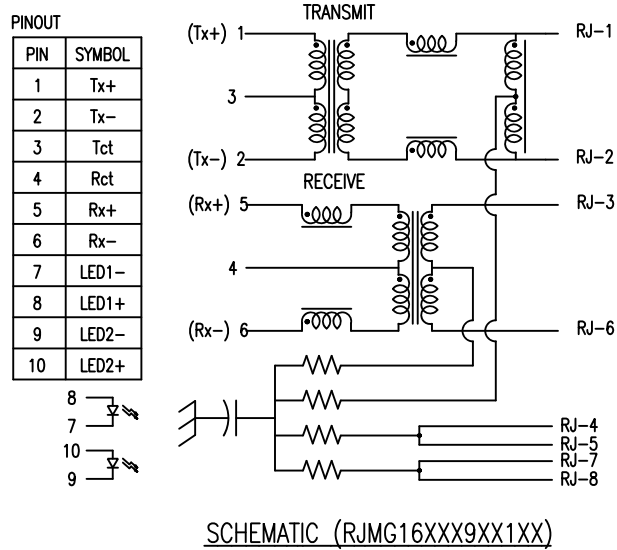 PINOUT
PIN SYMBOL
1 Tx+
2 Tx-
3 Tct
4 Rct
5 Rx+
6 Rx-
7 LED1-
8 LED1+
9 LED2-
10 LED2+
8
7
10
9
TRANSMIT
(Tx+) 1
RJ-1
3
(Tx-) 2
RJ-2
RECEIVE
(Rx+) 5
RJ-3
4
(Rx-) 6
RJ-6
RJ-4
RJ-5
RJ-7
RJ-8
SCHEMATIC (RJMG16XXX9XX1XX)